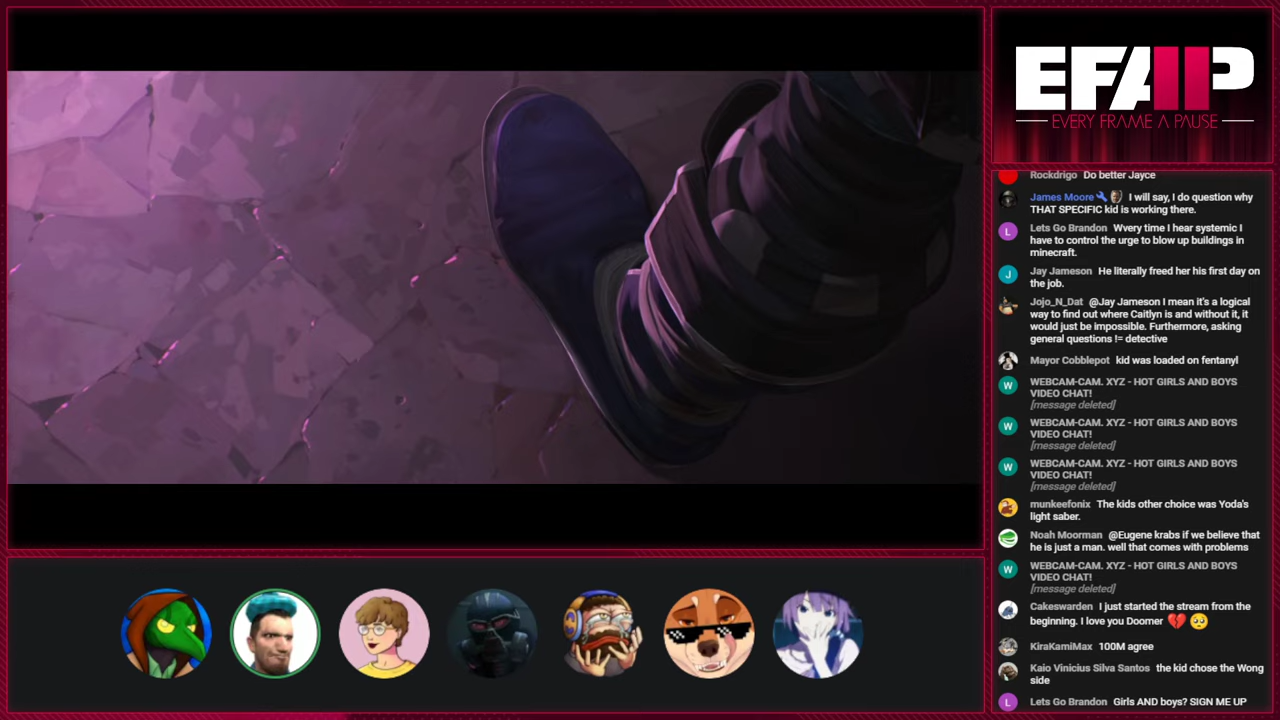 EFAP
EVERY FRAME A PAUSE
Rockdrigo Do better Jayce
James Moore I will say, I do question why
THAT SPECIFIC kid is working there.
L
Lets Go Brandon Wvery time I hear systemic I
have to control the urge to blow up buildings in
minecraft.
J
Jay Jameson He literally freed her his first day on
the job.
Jojo_N_Dat @Jay Jameson I mean it's a logical
way to find out where Caitlyn is and without it, it
would just be impossible. Furthermore, asking
general questions != detective
Mayor Cobblepot kid was loaded on fentanyl
W
WEBCAM-CAM. XYZ - HOT GIRLS AND BOYS
VIDEO CHAT!
[message deleted]
W
WEBCAM-CAM. XYZ - HOT GIRLS AND BOYS
VIDEO CHAT!
[message deleted]
W
WEBCAM-CAM. XYZ - HOT GIRLS AND BOYS
VIDEO CHAT!
[message deleted]
munkeefonix The kids other choice was Yoda's
light saber.
Noah Moorman @Eugene krabs if we believe that
he is just a man. well that comes with problems
W
WEBCAM-CAM. XYZ - HOT GIRLS AND BOYS
VIDEO CHAT!
[message deleted]
Cakeswarden I just started the stream from the
beginning. I love you Doomer 💔 🥺
KiraKamiMax 100M agree
Kaio Vinicius Silva Santos the kid chose the Wong
side
L
Lets Go Brandon Girls AND boys? SIGN ME UP